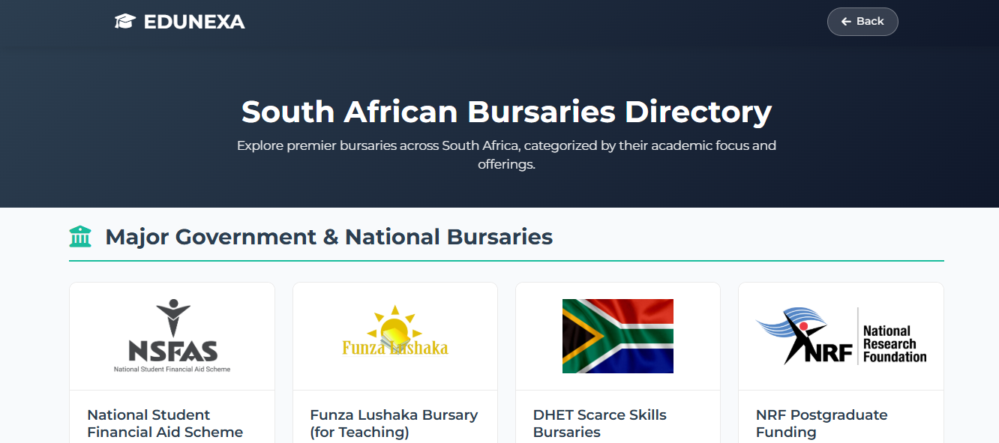 EDUNEXA
Back
South African Bursaries Directory
Explore premier bursaries across South Africa, categorized by their academic focus and
offerings.
Major Government & National Bursaries
NSFAS
National Student Financial Aid Scheme
Funza Lushaka
NRF
National
Research
Foundation
National Student
Financial Aid Scheme
Funza Lushaka Bursary
(for Teaching)
DHET Scarce Skills
Bursaries
NRF Postgraduate
Funding